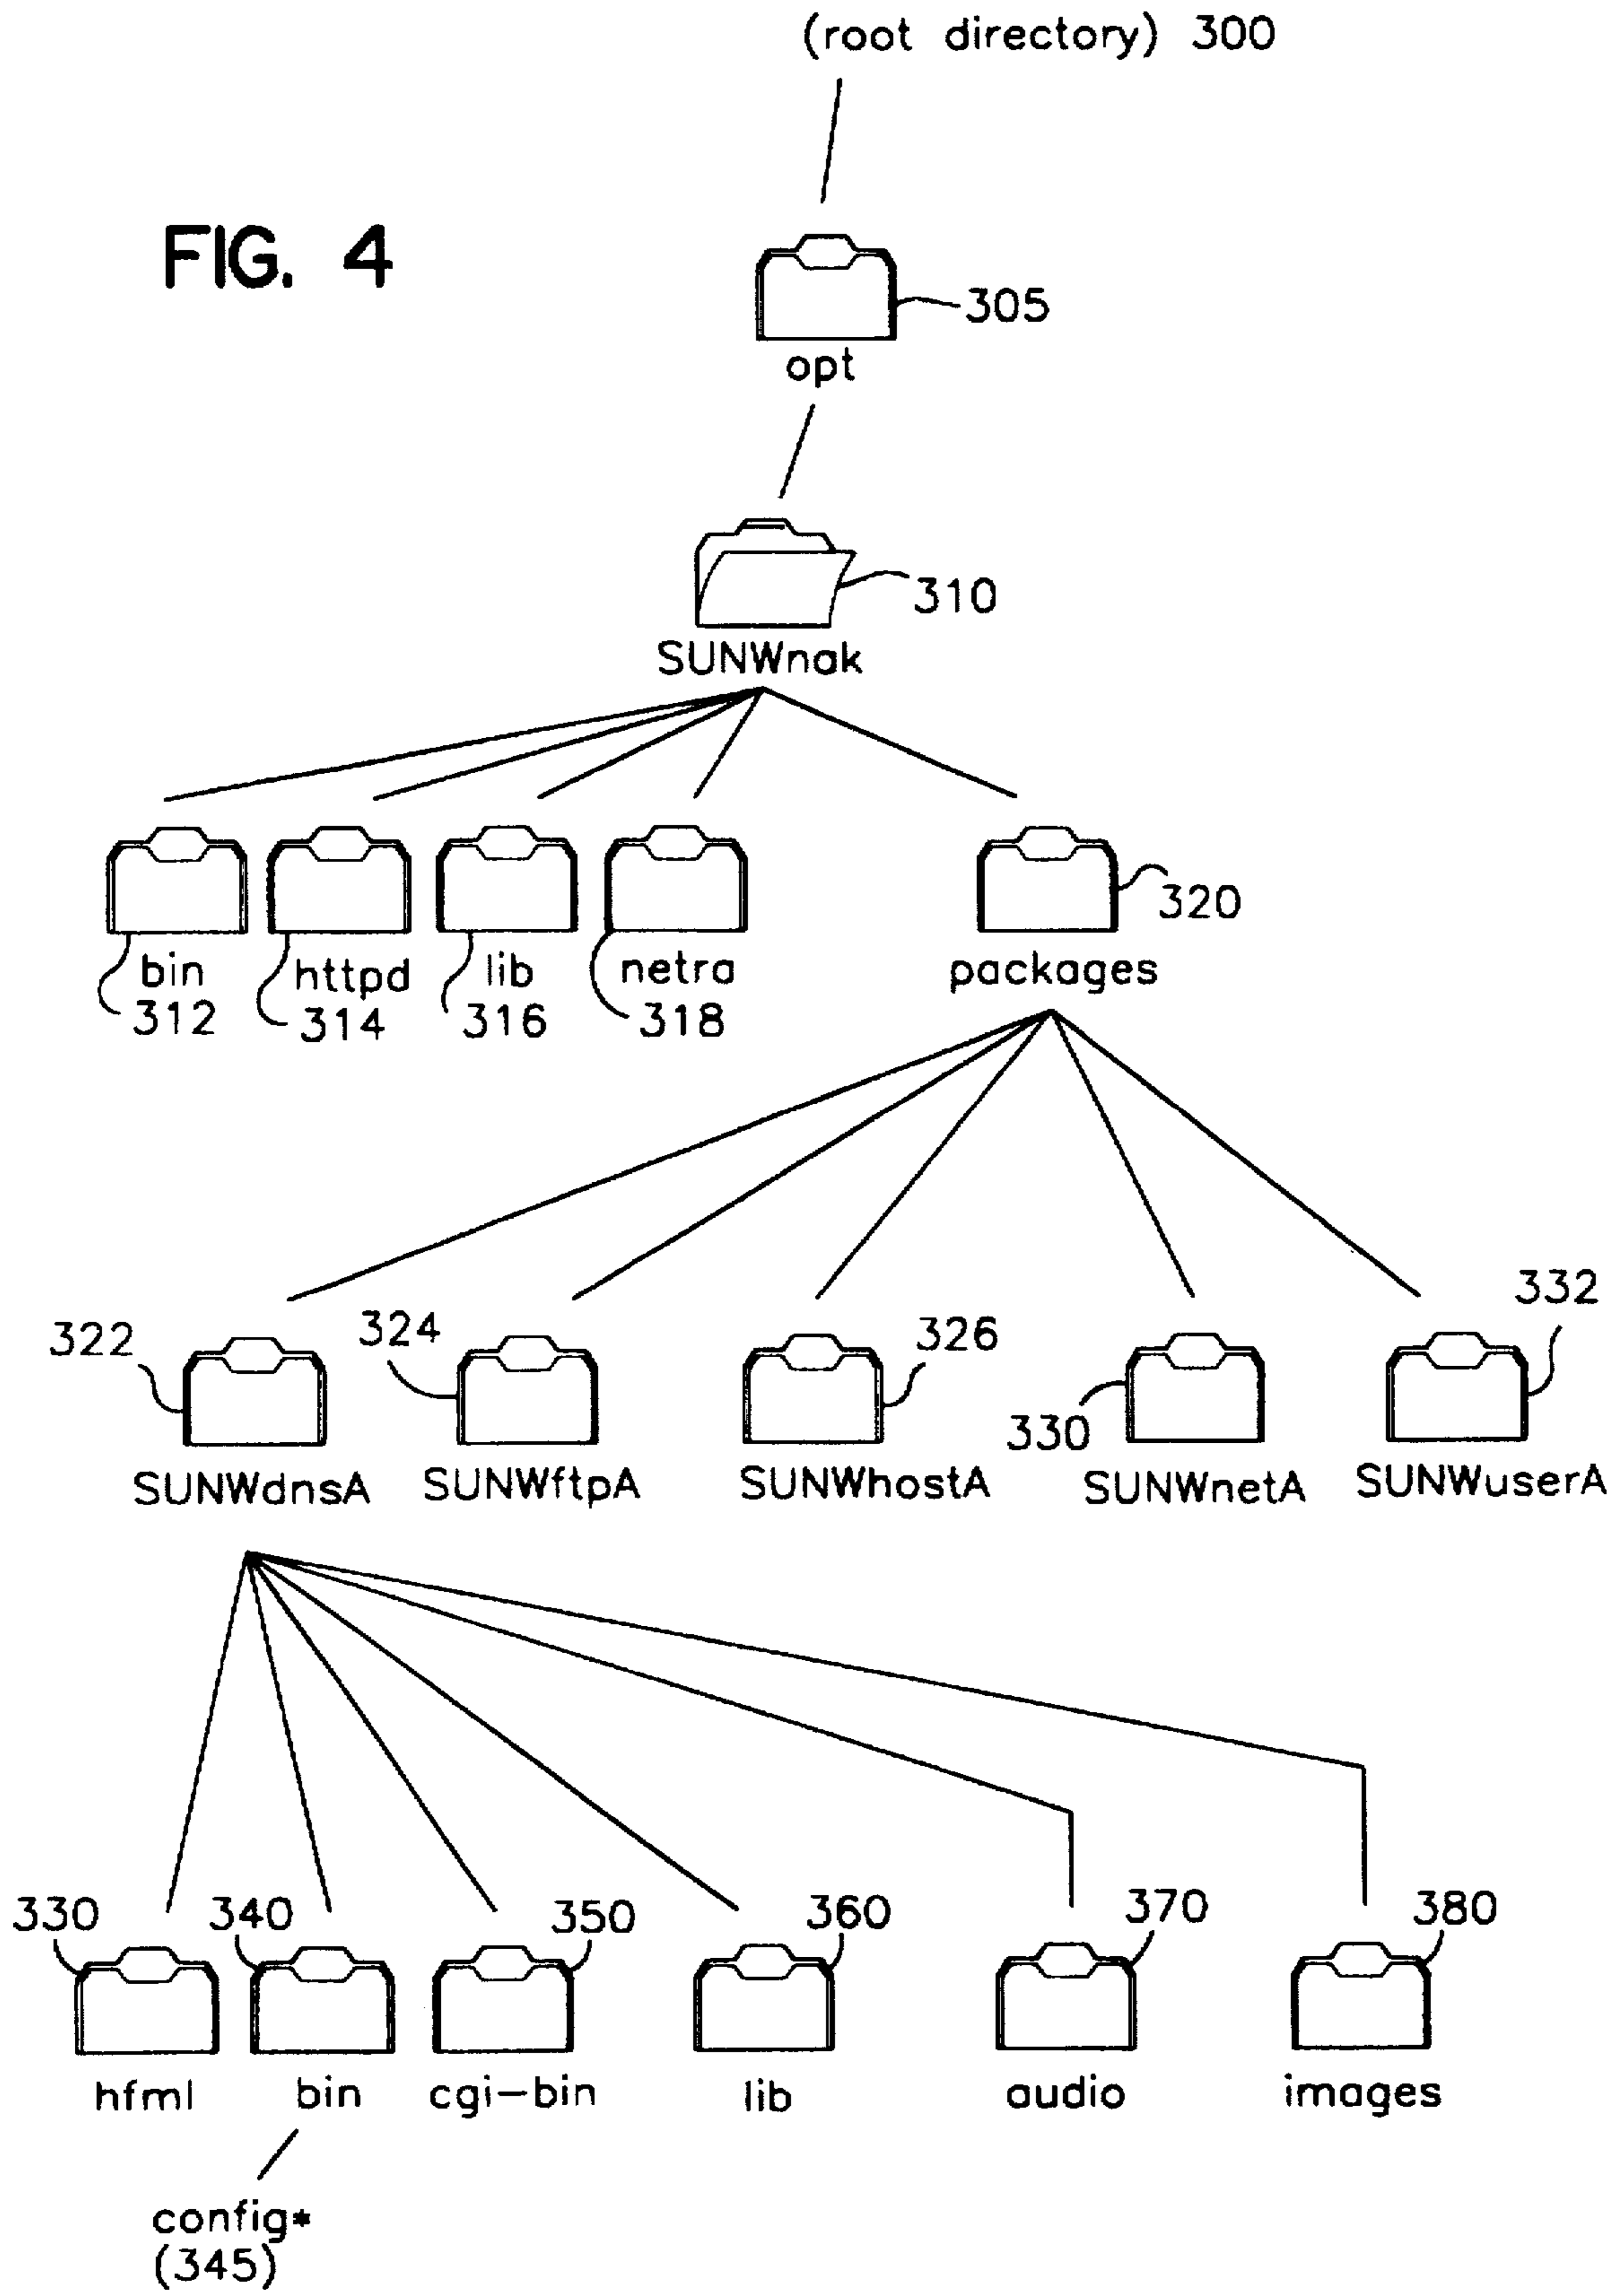 (root directory) 300
FIG. 4
305
opt
310
SUNWnak
320
bin
httpd
lib
netra
packages
312
314
316
318
332
322
324
326
330
SUNWdnsA
SUNWftpA
SUNWhostA
SUNWnetA
SUNWuserA
330
340
350
360
370
380
hfml
bin
cgi-bin
lib
audio
images
config*
(345)